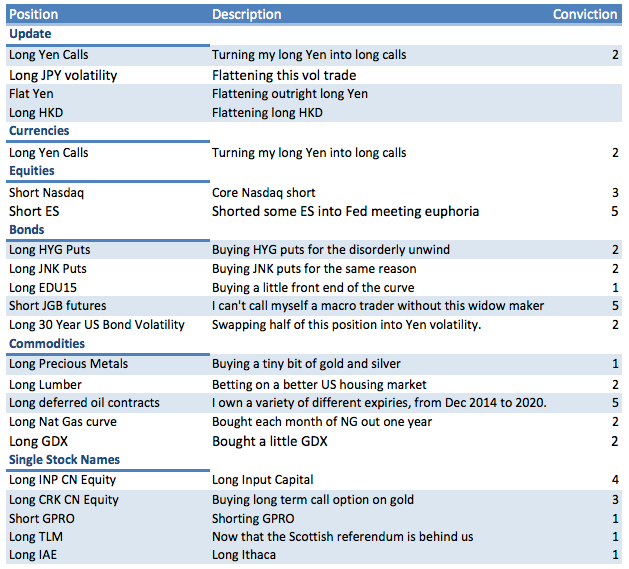 Position Description Conviction
Update
Long Yen Calls Turning my long Yen into long calls 2
Long JPY volatility Flattening this vol trade
Flat Yen Flattening outright long Yen
Long HKD Flattening long HKD
Currencies
Long Yen Calls Turning my long Yen into long calls 2
Equities
Short Nasdaq Core Nasdaq short 3
Short ES Shorted some ES into Fed meeting euphoria 5
Bonds
Long HYG Puts Buying HYG puts for the disorderly unwind 2
Long JNK Puts Buying JNK puts for the same reason 2
Long EDU15 Buying a little front end of the curve 1
Short JGB futures I can't call myself a macro trader without this widow maker 5
Long 30 Year US Bond Volatility Swapping half of this position into Yen volatility. 2
Commodities
Long Precious Metals Buying a tiny bit of gold and silver 1
Long Lumber Betting on a better US housing market 2
Long deferred oil contracts I own a variety of different expiries, from Dec 2014 to 2020. 5
Long Nat Gas curve Bought each month of NG out one year 2
Long GDX Bought a little GDX 2
Single Stock Names
Long INP CN Equity Long Input Capital 4
Long CRK CN Equity Buying long term call option on gold 3
Short GPRO Shorting GPRO 1
Long TLM Now that the Scottish referendum is behind us 1
Long IAE Long Ithaca 1